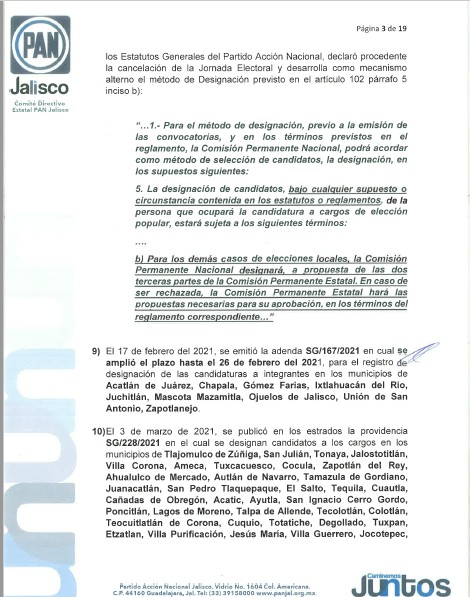 Página 3 de 19
PAN
Jalisco
Comité Directivo
Estatal PAN Jalisco
los Estatutos Generales del Partido Acción Nacional, declaró procedente
la cancelación de la Jornada Electoral y desarrolla como mecanismo
alterno el método de Designación previsto en el artículo 102 párrafo 5
inciso b):
"…1.- Para el método de designación, previo a la emisión de
las convocatorias, y en los términos previstos en el
reglamento, la Comisión Permanente Nacional, podrá acordar
como método de selección de candidatos, la designación, en
los supuestos siguientes:
5. La designación de candidatos, bajo cualquier supuesto o
circunstancia contenida en los estatutos o reglamentos, de la
persona que ocupará la candidatura a cargos de elección
popular, estará sujeta a los siguientes términos:
....
b) Para los demás casos de elecciones locales, la Comisión
Permanente Nacional designará, a propuesta de las dos
terceras partes de la Comisión Permanente Estatal. En caso de
ser rechazada, la Comisión Permanente Estatal hará las
propuestas necesarias para su aprobación, en los términos del
reglamento correspondiente…"
9) El 17 de febrero del 2021, se emitió la adenda SG/167/2021 en cual se
amplió el plazo hasta el 26 de febrero del 2021, para el registro de
designación de las candidaturas a integrantes en los municipios de
Acatlán de Juárez, Chapala, Gómez Farias, Ixtlahuacán del Río,
Juchitlán, Mascota Mazamitla, Ojuelos de Jalisco, Unión de San
Antonio, Zapotlanejo.
10)El 3 de marzo de 2021, se publicó en los estrados la providencia
SG/228/2021 en el cual se designan candidatos a los cargos en los
municipios de Tlajomulco de Zúñiga, San Julián, Tonaya, Jalostotitlán,
Villa Corona, Ameca, Tuxcacuesco, Cocula, Zapotlán del Rey,
Ahualulco de Mercado, Autlán de Navarro, Tamazula de Gordiano,
Juanacatlán, San Pedro Tlaquepaque, El Salto, Tequila, Cuautla,
Cañadas de Obregón, Acatic, Ayutla, San Ignacio Cerro Gordo,
Poncitlán, Lagos de Moreno, Talpa de Allende, Tecolotlán, Colotlán,
Teocuitlatlán de Corona, Cuquio, Totatiche, Degollado, Tuxpan,
Etzatlan, Villa Purificación, Jesús María, Villa Guerrero, Jocotepec,
Partido Acción Nacional Jalisco. Vidrio No. 1604 Col. Americana.
C.P. 44160 Guadalajara, Jal. Tel: (33) 39158000 www.panjal.org.mx
Caminemos
Juntos